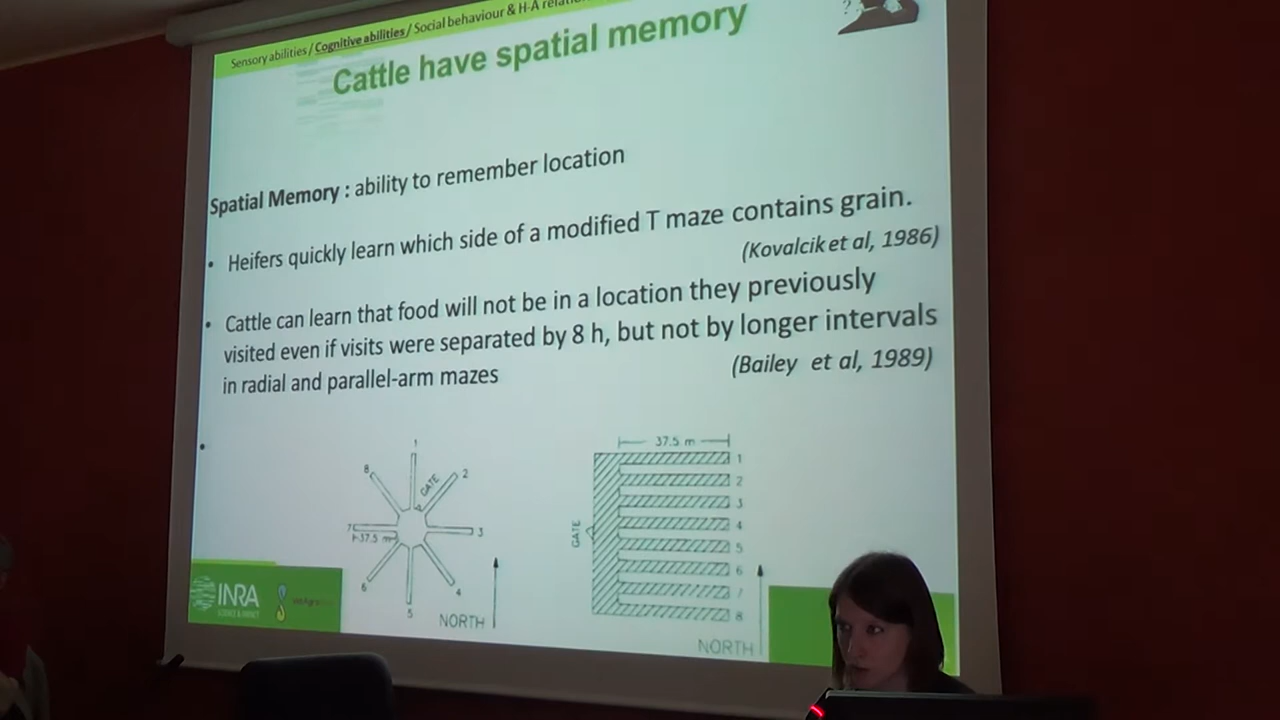 Sensory abilities / Cognitive abilities / Social behaviour & H-A
Cattle have spatial memory
Spatial Memory : ability to remember location
• Heifers quickly learn which side of a modified T maze contains grain.
(Kovalcik et al, 1986)
• Cattle can learn that food will not be in a location they previously
visited even if visits were separated by 8 h, but not by longer intervals
in radial and parallel-arm mazes
(Bailey et al, 1989)
•
1
2
3
4
5
6
7
8
GATE
37.5 m
NORTH
37.5 m
1
2
3
4
5
6
7
8
GATE
NORTH
INRA
SCIENCE & IMPACT
?